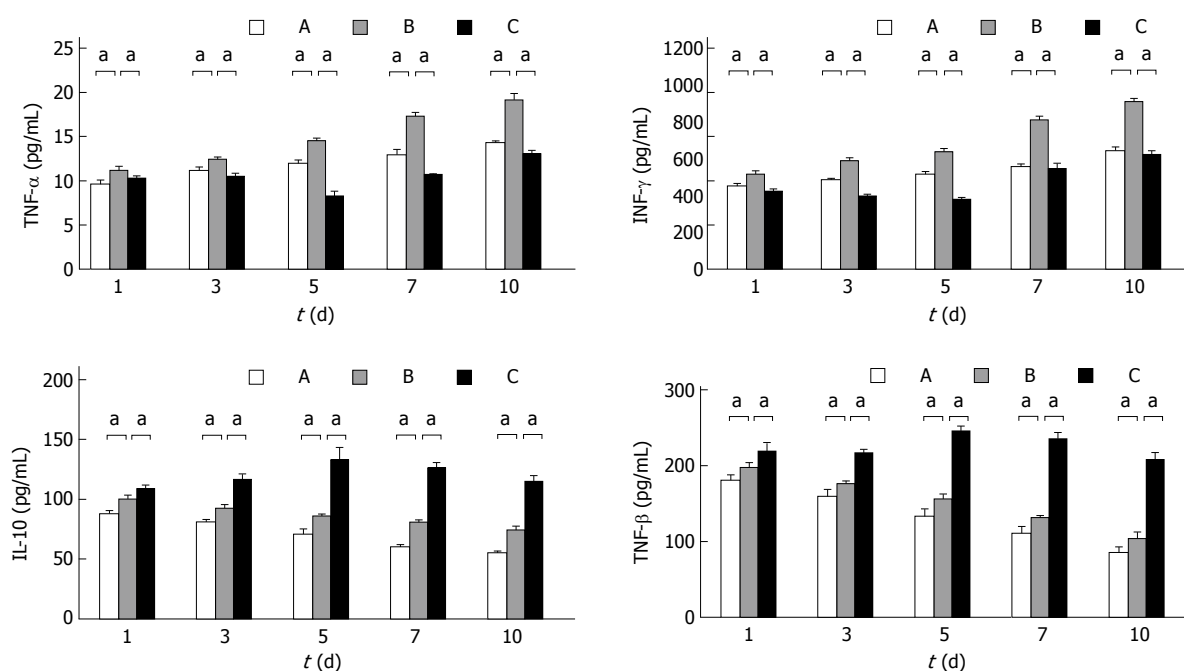 A B C
TNF-α (pg/mL)
25
20
15
10
5
0
a a a a a a a a a a
1 3 5 7 10
t (d)
A B C
INF-γ (pg/mL)
1200
1000
800
600
400
200
0
a a a a a a a a a a
1 3 5 7 10
t (d)
A B C
IL-10 (pg/mL)
200
150
100
50
0
a a a a a a a a a a
1 3 5 7 10
t (d)
A B C
TNF-β (pg/mL)
300
200
100
0
a a a a a a a a a a
1 3 5 7 10
t (d)